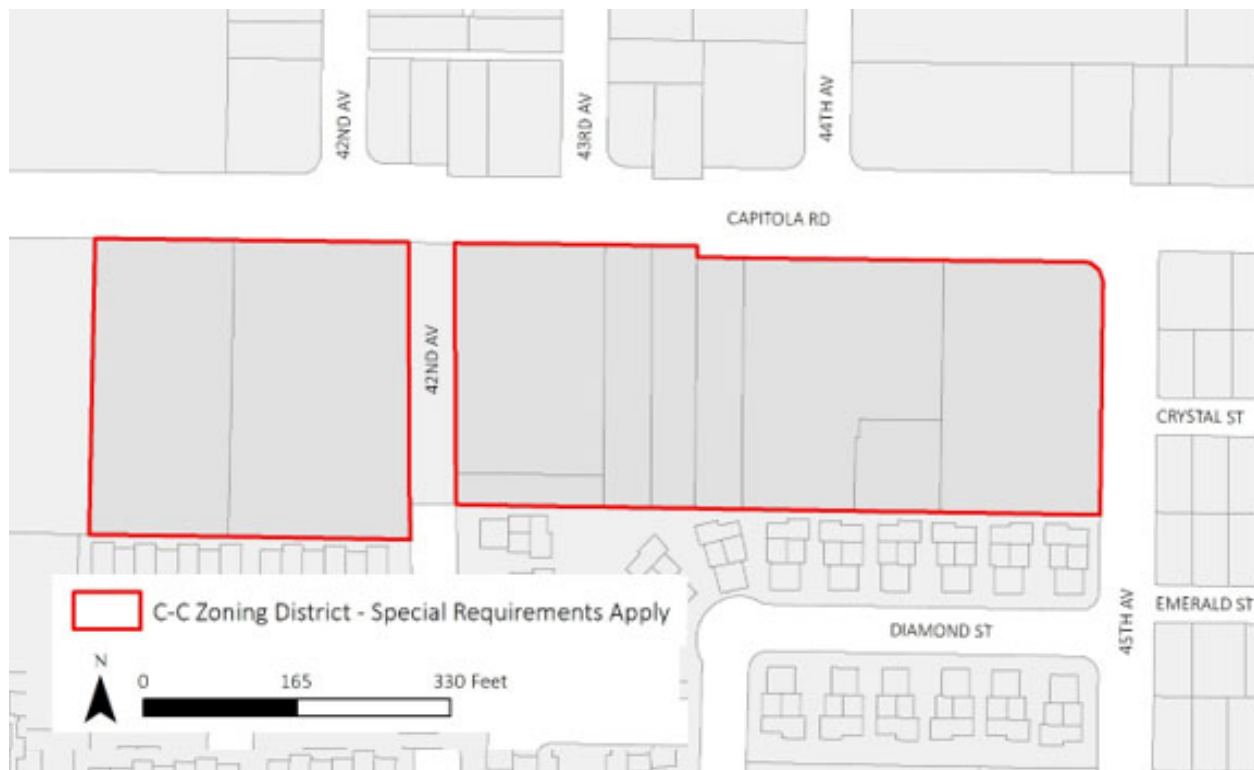 42ND AV
43RD AV
44TH AV
CAPITOLA RD
42ND AV
CRYSTAL ST
C-C Zoning District - Special Requirements Apply
EMERALD ST
DIAMOND ST
45TH AV
N
0 165 330 Feet